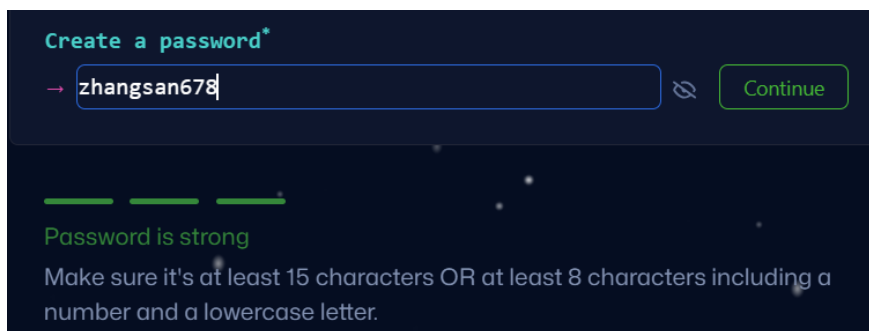 Create a password*
→ zhangsan678 Continue
Password is strong
Make sure it's at least 15 characters OR at least 8 characters including a
number and a lowercase letter.